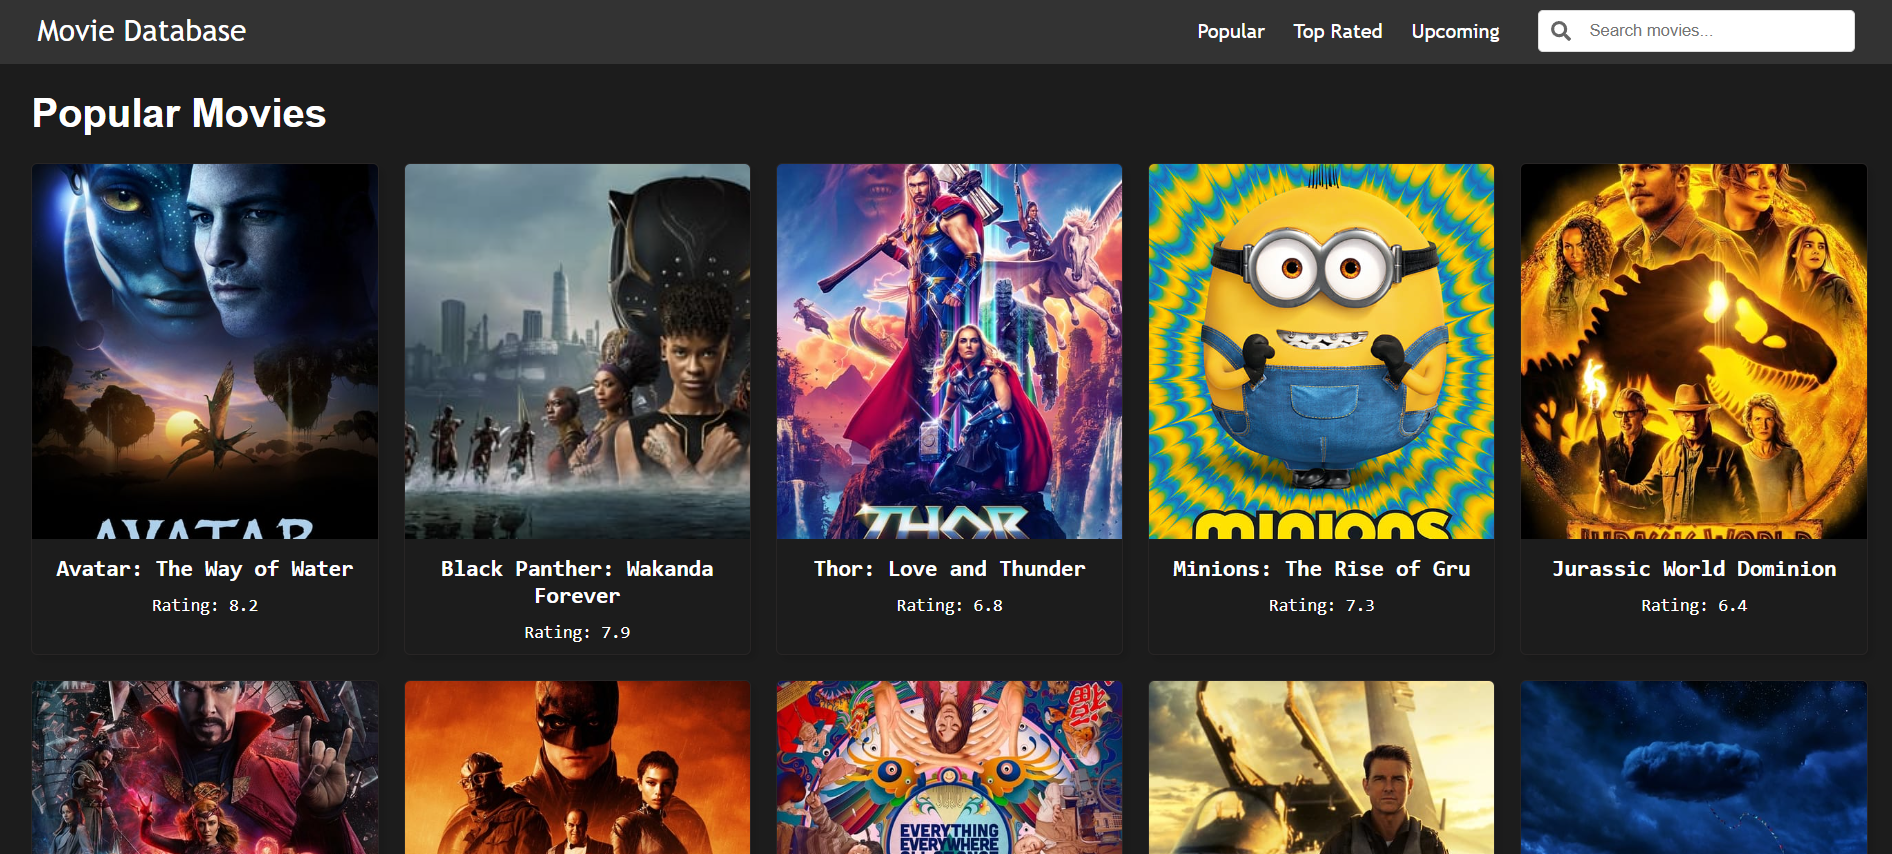 Movie Database
Popular
Top Rated
Upcoming
Search movies...
Popular Movies
AVATAR
THOR
minions
JURASSIC WORLD
Avatar: The Way of Water
Rating: 8.2
Black Panther: Wakanda
Forever
Rating: 7.9
Thor: Love and Thunder
Rating: 6.8
Minions: The Rise of Gru
Rating: 7.3
Jurassic World Dominion
Rating: 6.4
EVERYTHING
EVERYWHERE